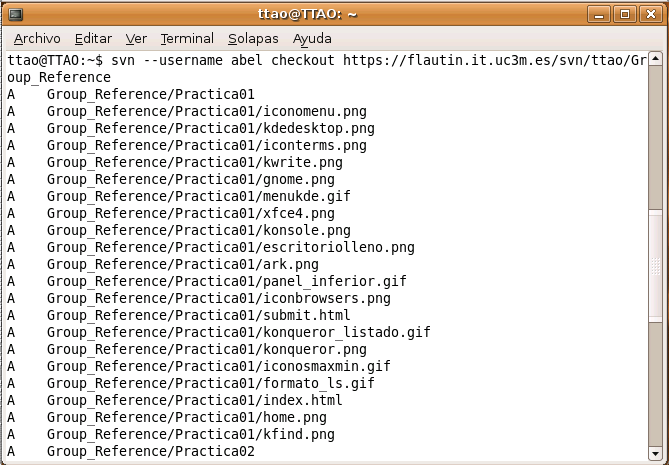 ttao@TTAO: ~
Archivo Editar Ver Terminal Solapas Ayuda
ttao@TTAO:~$ svn --username abel checkout https://flautin.it.uc3m.es/svn/ttao/Gr
oup_Reference
A    Group_Reference/Practica01
A    Group_Reference/Practica01/iconomenu.png
A    Group_Reference/Practica01/kdedesktop.png
A    Group_Reference/Practica01/iconterms.png
A    Group_Reference/Practica01/kwrite.png
A    Group_Reference/Practica01/gnome.png
A    Group_Reference/Practica01/menukde.gif
A    Group_Reference/Practica01/xfce4.png
A    Group_Reference/Practica01/konsole.png
A    Group_Reference/Practica01/escritoriolleno.png
A    Group_Reference/Practica01/ark.png
A    Group_Reference/Practica01/panel_inferior.gif
A    Group_Reference/Practica01/iconbrowsers.png
A    Group_Reference/Practica01/submit.html
A    Group_Reference/Practica01/konqueror_listado.gif
A    Group_Reference/Practica01/konqueror.png
A    Group_Reference/Practica01/iconosmaxmin.gif
A    Group_Reference/Practica01/formato_ls.gif
A    Group_Reference/Practica01/index.html
A    Group_Reference/Practica01/home.png
A    Group_Reference/Practica01/kfind.png
A    Group_Reference/Practica02